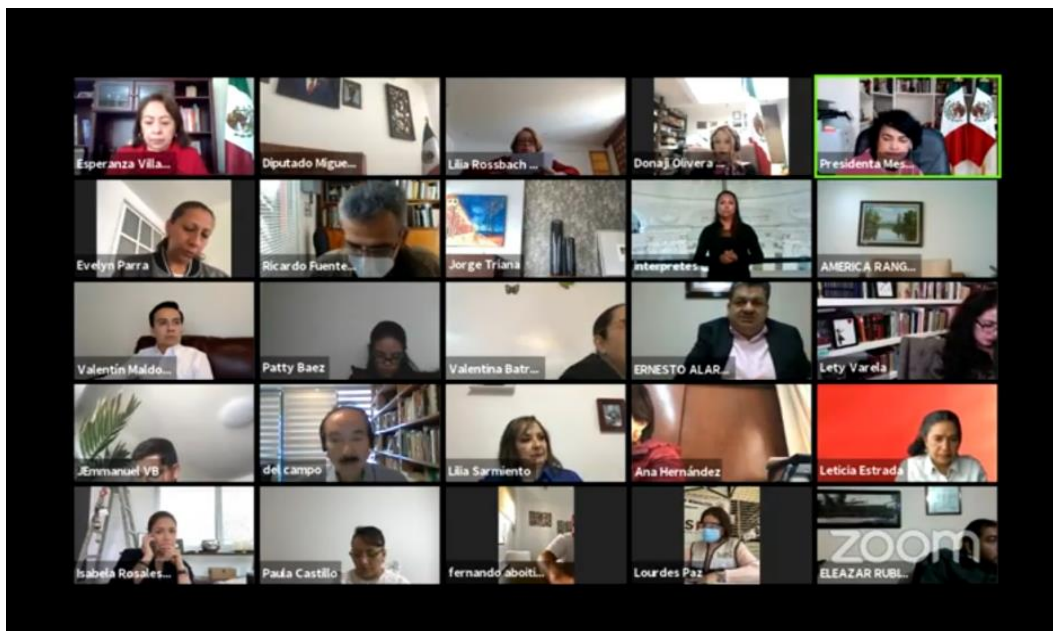 Esperanza Villa...
Diputado Migue...
Lilia Rossbach ...
Donaji Olivera ...
Presidenta Mes...
Evelyn Parra
Ricardo Fuente...
Jorge Triana
interpretes
AMERICA RANG...
Valentín Maldo...
Patty Baez
Valentina Batr...
ERNESTO ALAR...
Lety Varela
JEmmanuel VB
del campo
Lilia Sarmiento
Ana Hernández
Leticia Estrada
Isabela Rosales...
Paula Castillo
fernando aboiti...
Lourdes Paz
ELEAZAR RUBI...
zoom